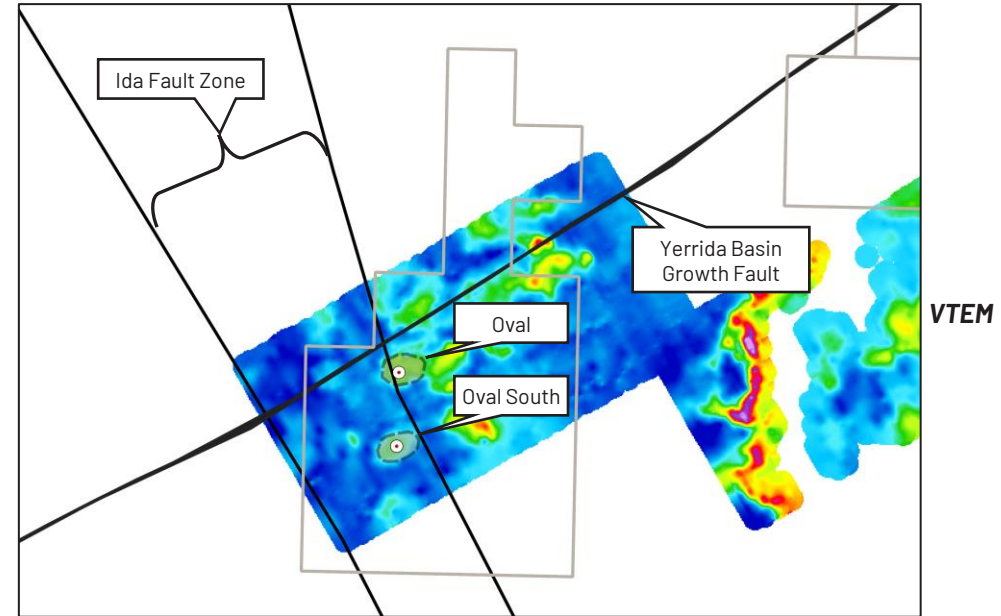 Ida Fault Zone
Yerrida Basin
Growth Fault
Oval
Oval South
VTEM